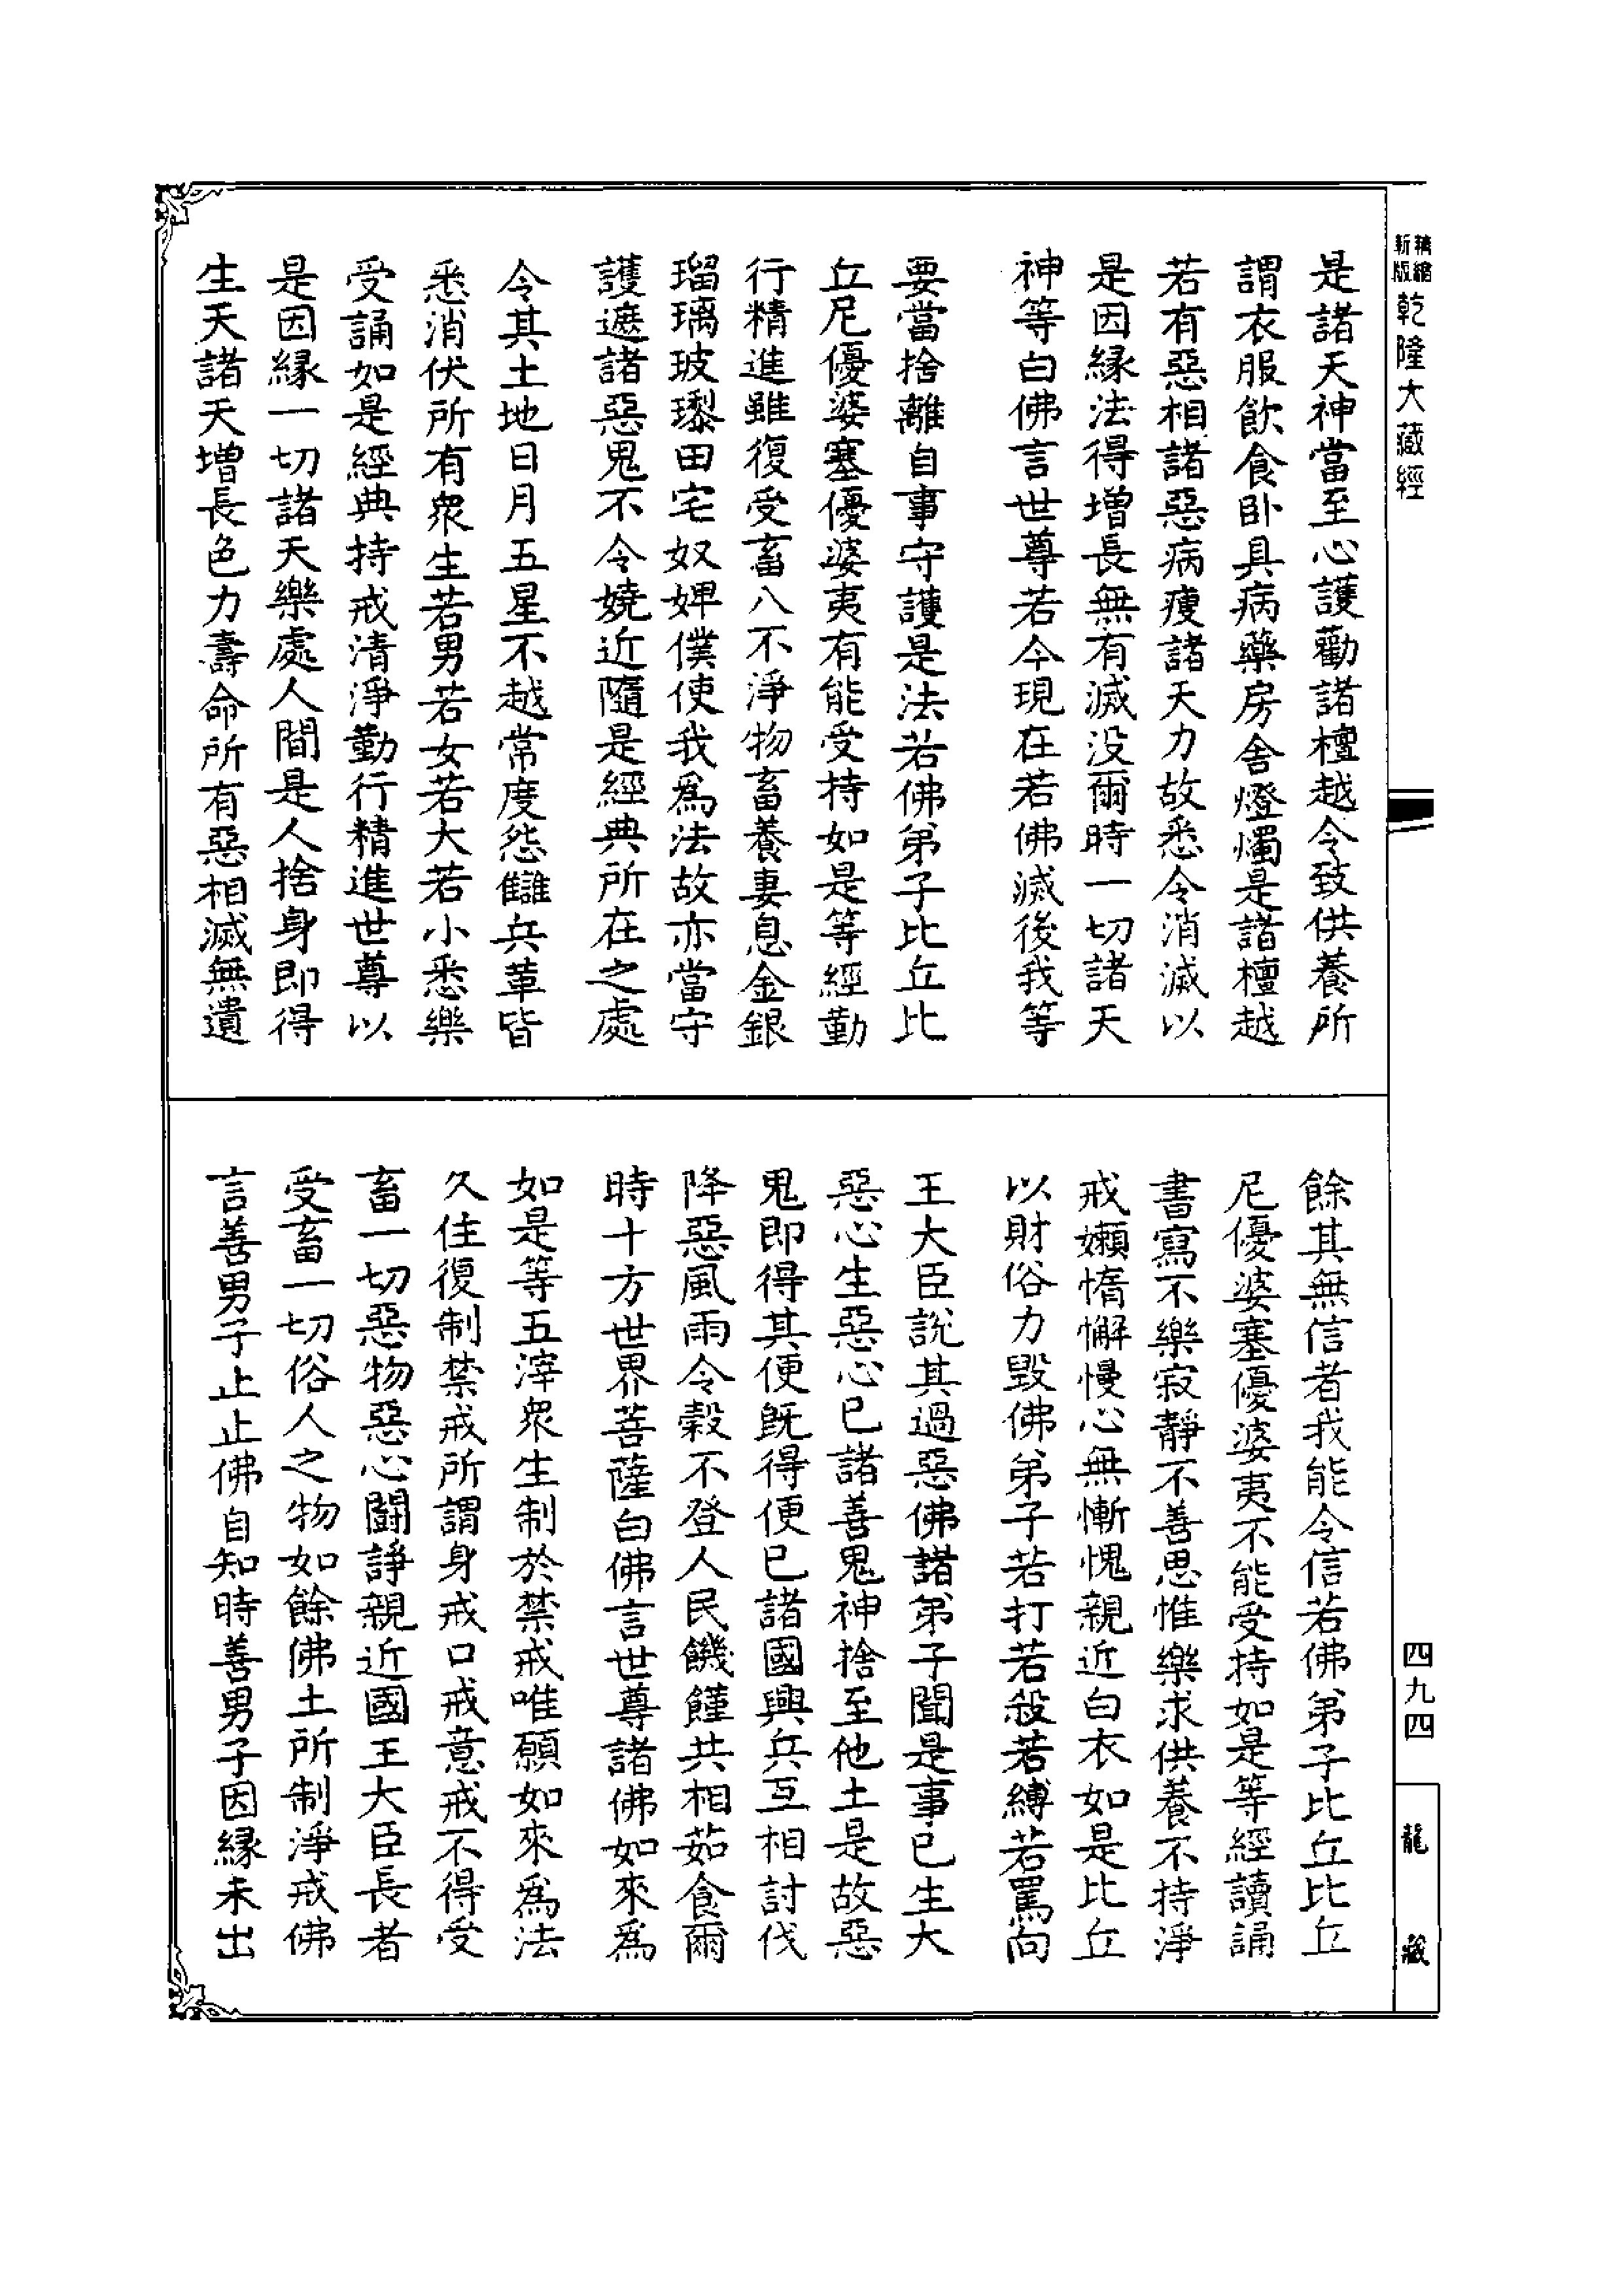 新版精縮乾隆大藏經
是諸天神當至心護勸諸檀越令致供養所
謂衣服飲食卧具病藥房舍燈燭是諸檀越
若有惡相諸惡病瘦諸天力故悉令消滅以
是因緣法得增長無有滅没爾時一切諸天
神等白佛言世尊若今現在若佛滅後我等
要當捨離自事守護是法若佛弟子比丘比
丘尼優婆塞優婆夷有能受持如是等經勤
行精進雖復受畜八不淨物畜養妻息金銀
瑠璃玻瓈田宅奴婢僕使我爲法故亦當守
護遮諸惡鬼不令嬈近隨是經典所在之處
令其土地日月五星不越常度怨讎兵革皆
悉消伏所有衆生若男若女若大若小悉樂
受誦如是經典持戒清淨勤行精進世尊以
是因緣一切諸天樂處人間是人捨身即得
生天諸天增長色力壽命所有惡相滅無遺
餘其無信者我能令信若佛弟子比丘比丘
尼優婆塞優婆夷不能受持如是等經讀誦
書寫不樂寂靜不善思惟樂求供養不持淨
戒嬾惰懈慢心無慚愧親近白衣如是比丘
以財俗力毀佛弟子若打若殺若縛若罵向
王大臣說其過惡佛諸弟子聞是事已生大
惡心生惡心已諸善鬼神捨至他土是故惡
鬼即得其便旣得便已諸國興兵互相討伐
降惡風雨令穀不登人民饑饉共相茹食爾
時十方世界菩薩白佛言世尊諸佛如來爲
如是等五滓衆生制於禁戒唯願如來爲法
久住復制禁戒所謂身戒口戒意戒不得受
畜一切惡物惡心鬭諍親近國王大臣長者
受畜一切俗人之物如餘佛土所制淨戒佛
言善男子止止佛自知時善男子因緣未出
四九四
龍藏